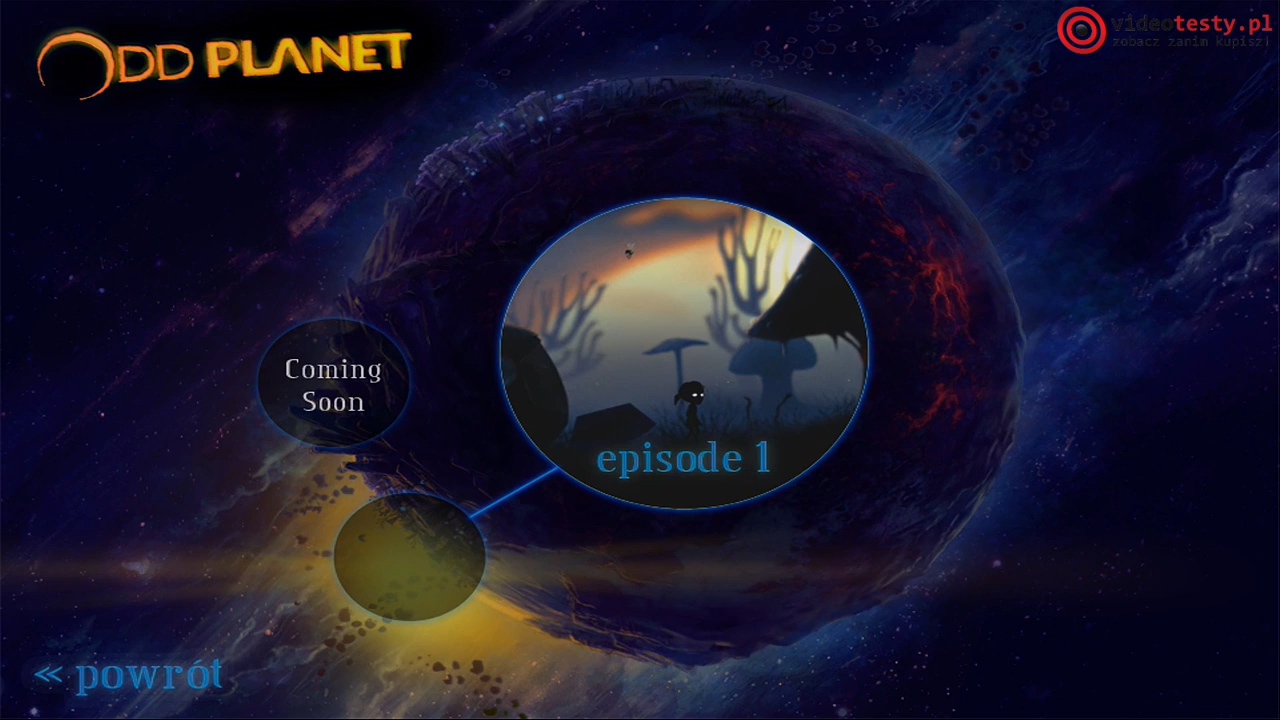 ODD PLANET
videotesty.pl
zobacz zanim kupisz!
Coming
Soon
episode 1
« powrót